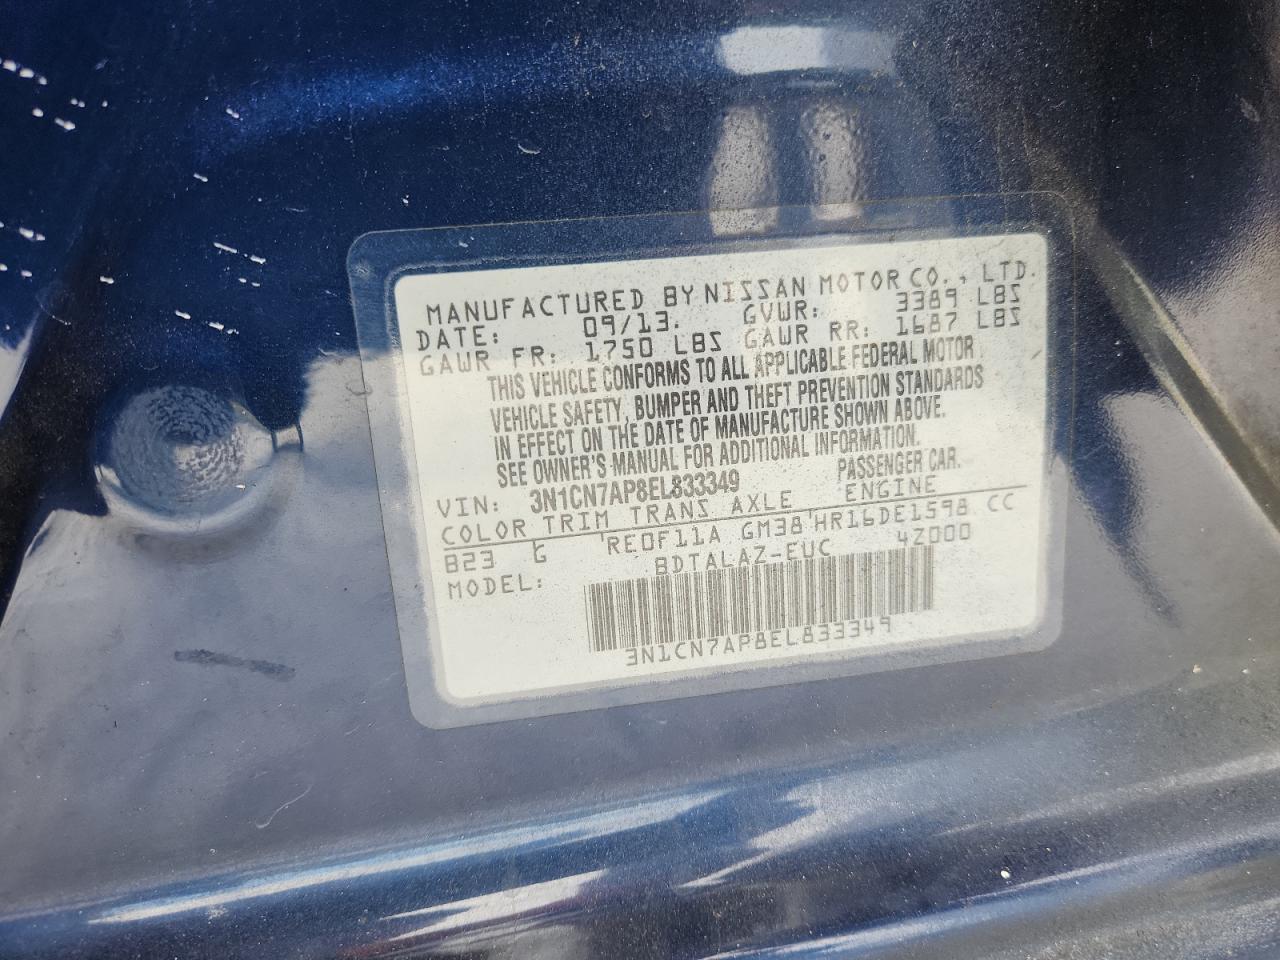 MANUFACTURED BY NISSAN MOTOR CO., LTD.
DATE: 09/13. GVWR: 3389 LBS
GAWR FR: 1750 LBS GAWR RR: 1687 LBS
THIS VEHICLE CONFORMS TO ALL APPLICABLE FEDERAL MOTOR
VEHICLE SAFETY, BUMPER AND THEFT PREVENTION STANDARDS
IN EFFECT ON THE DATE OF MANUFACTURE SHOWN ABOVE.
SEE OWNER'S MANUAL FOR ADDITIONAL INFORMATION.
VIN: 3N1CN7AP8EL833349 PASSENGER CAR.
COLOR TRIM TRANS AXLE ENGINE
B23 G RE0F11A GM38 HR16DE1598 CC
MODEL: BDTALAZ-EUC 4Z000
3N1CN7AP8EL833349